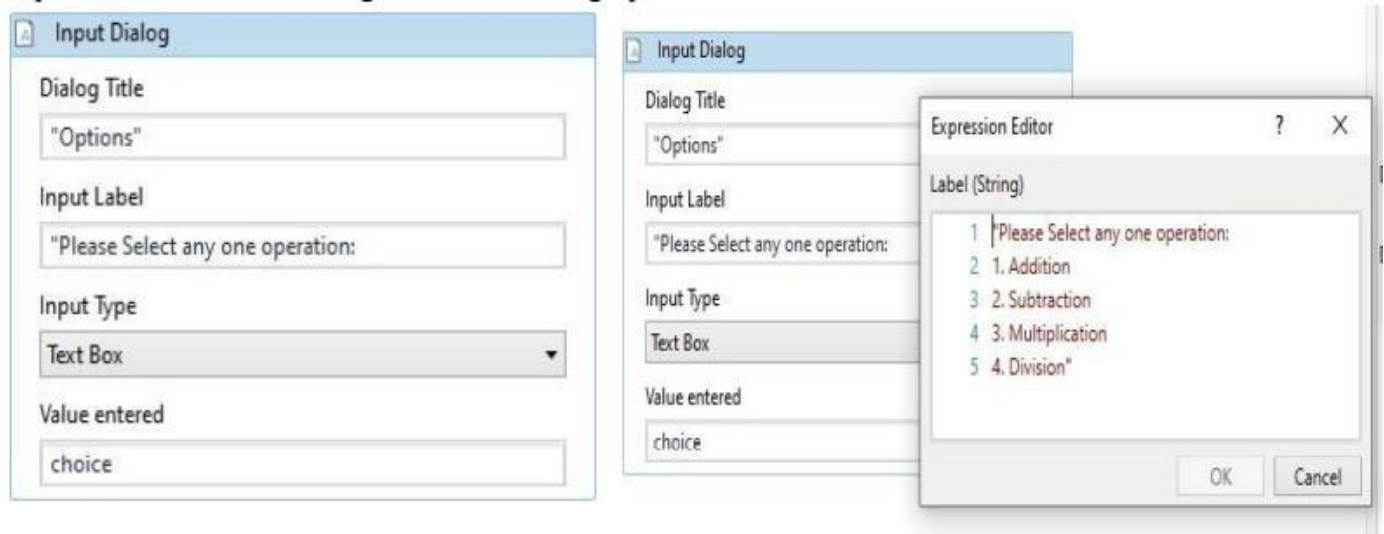 Input Dialog
Dialog Title
"Options"
Input Label
"Please Select any one operation:
Input Type
Text Box
Value entered
choice
Input Dialog
Dialog Title
"Options"
Input Label
"Please Select any one operation:
Input Type
Text Box
Value entered
choice
Expression Editor ? X
Label (String)
1 "Please Select any one operation:
2 1. Addition
3 2. Subtraction
4 3. Multiplication
5 4. Division"
OK Cancel